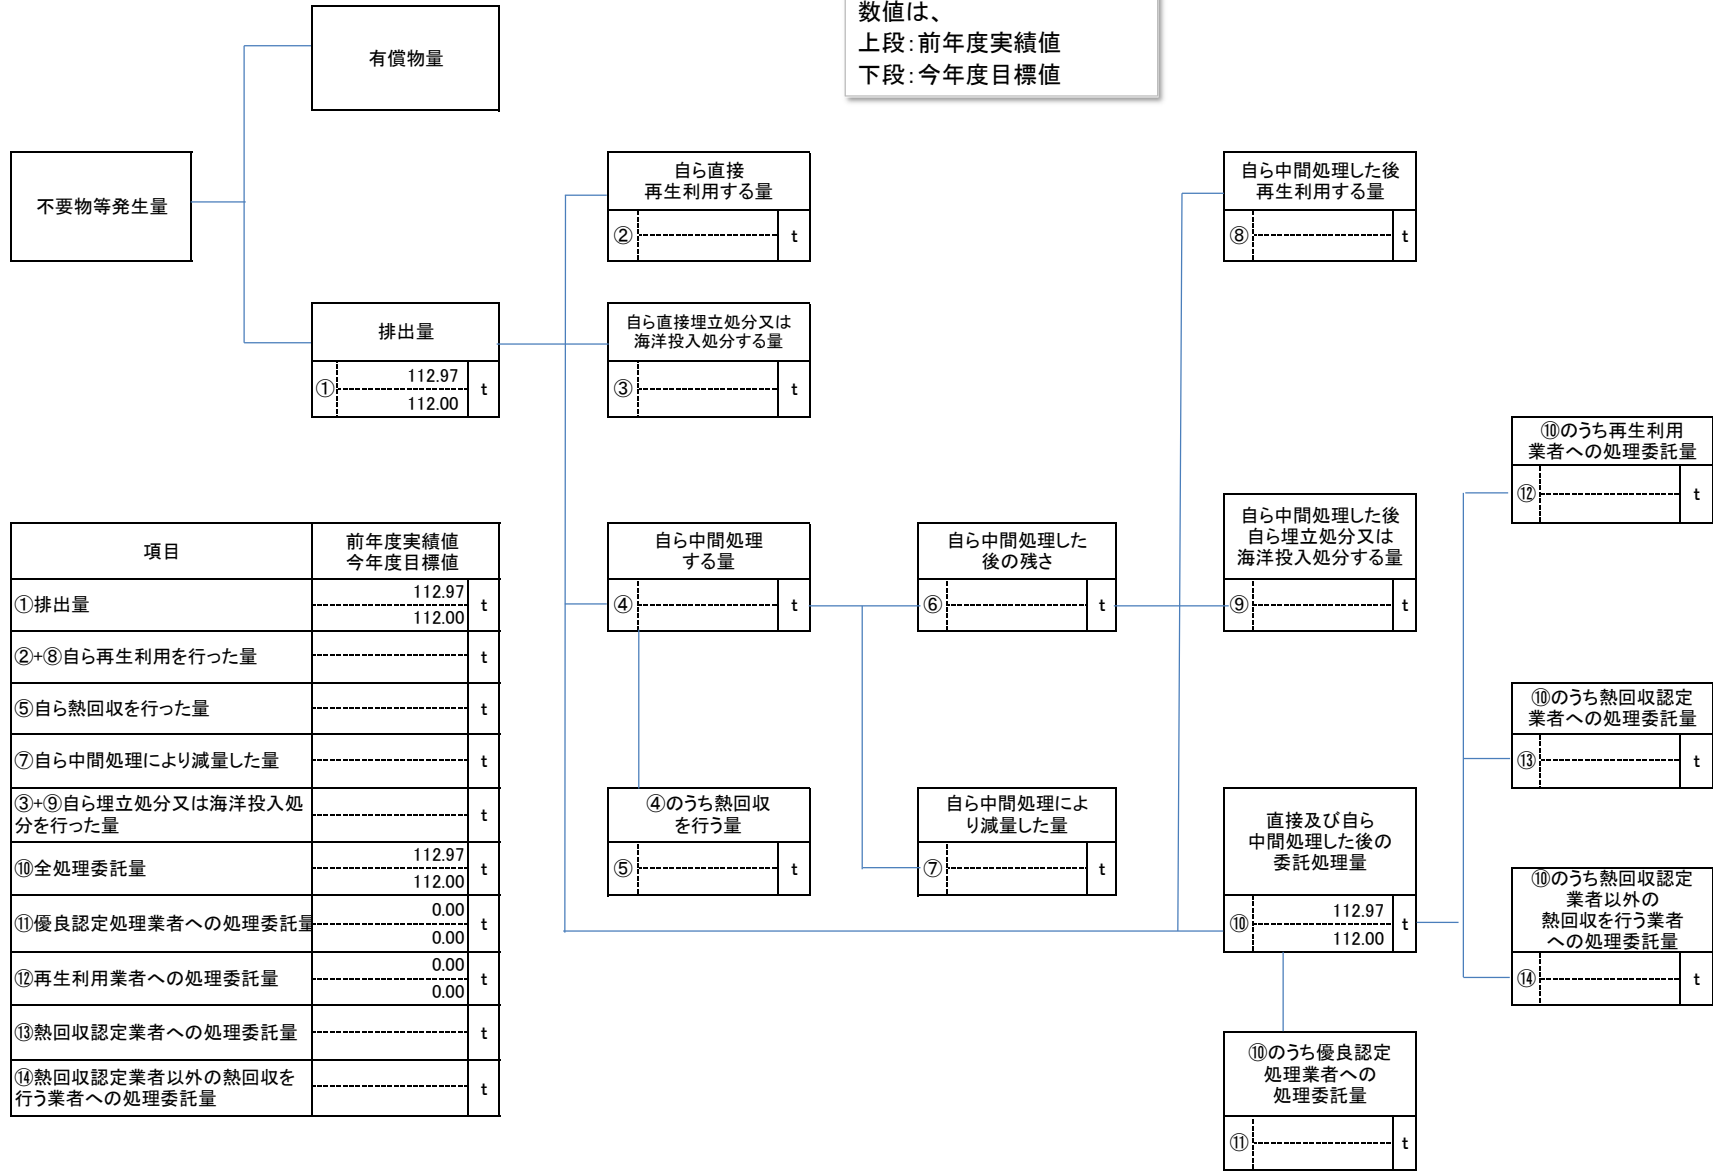 数値は、
上段：前年度実績値
下段：今年度目標値
有償物量
不要物等発生量
自ら直接
再生利用する量
② t
自ら中間処理した後
再生利用する量
⑧ t
排出量
① 112.97 t
112.00
自ら直接埋立処分又は
海洋投入処分する量
③ t
⑩のうち再生利用
業者への処理委託量
⑫ t
自ら中間処理
する量
④ t
自ら中間処理した
後の残さ
⑥ t
自ら中間処理した後
自ら埋立処分又は
海洋投入処分する量
⑨ t
⑩のうち熱回収認定
業者への処理委託量
⑬ t
④のうち熱回収
を行う量
⑤ t
自ら中間処理によ
り減量した量
⑦ t
直接及び自ら
中間処理した後の
委託処理量
⑩ 112.97 t
112.00
⑩のうち熱回収認定
業者以外の
熱回収を行う業者
への処理委託量
⑭ t
⑩のうち優良認定
処理業者への
処理委託量
⑪ t
項目 前年度実績値
今年度目標値
①排出量 112.97 t
112.00
②+⑧自ら再生利用を行った量 t
⑤自ら熱回収を行った量 t
⑦自ら中間処理により減量した量 t
③+⑨自ら埋立処分又は海洋投入処
分を行った量 t
⑩全処理委託量 112.97 t
112.00
⑪優良認定処理業者への処理委託量 0.00 t
0.00
⑫再生利用業者への処理委託量 0.00 t
0.00
⑬熱回収認定業者への処理委託量 t
⑭熱回収認定業者以外の熱回収を
行う業者への処理委託量 t